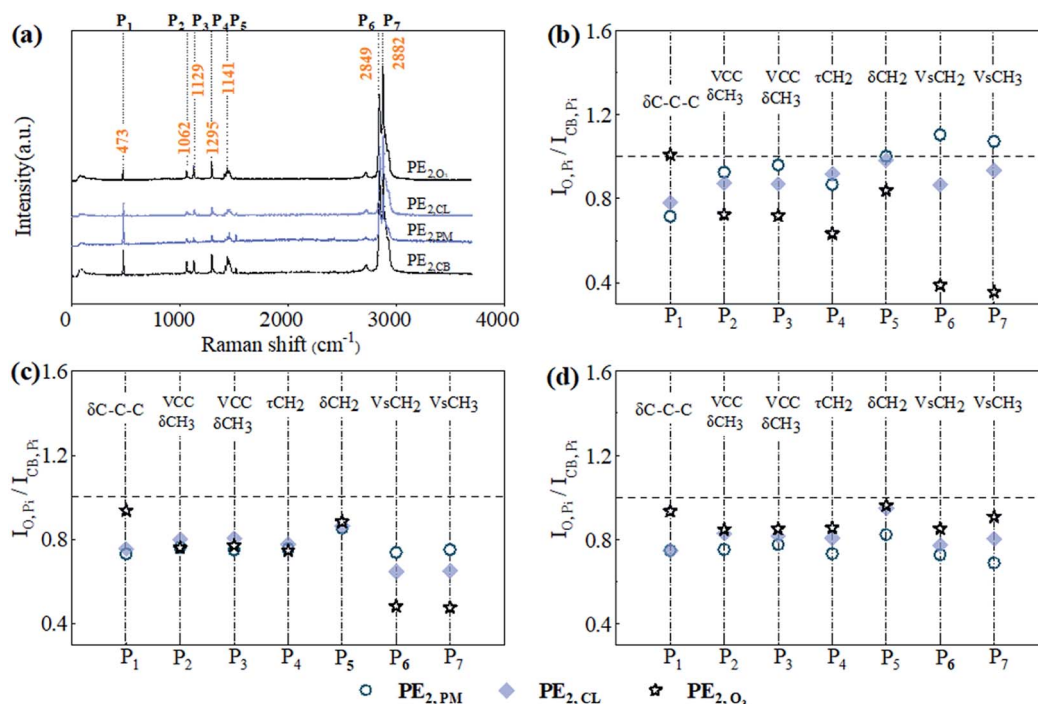 (a)
P1 P2 P3 P4 P5 P6 P7
473
1062
1129
1295
1141
2849
2882
PE2,O3
PE2,CL
PE2,PM
PE2,CB
Intensity(a.u.)
0 1000 2000 3000 4000
Raman shift (cm-1)
(b)
1.6
1.2
0.8
0.4
IO,Pi / ICB,Pi
δC-C-C
VCC
δCH3
VCC
δCH3
τCH2
δCH2
VsCH2
VsCH3
P1 P2 P3 P4 P5 P6 P7
(c)
1.6
1.2
0.8
0.4
IO,Pi / ICB,Pi
δC-C-C
VCC
δCH3
VCC
δCH3
τCH2
δCH2
VsCH2
VsCH3
P1 P2 P3 P4 P5 P6 P7
(d)
1.6
1.2
0.8
0.4
IO,Pi / ICB,Pi
δC-C-C
VCC
δCH3
VCC
δCH3
τCH2
δCH2
VsCH2
VsCH3
P1 P2 P3 P4 P5 P6 P7
PE2, PM PE2, CL PE2, O3